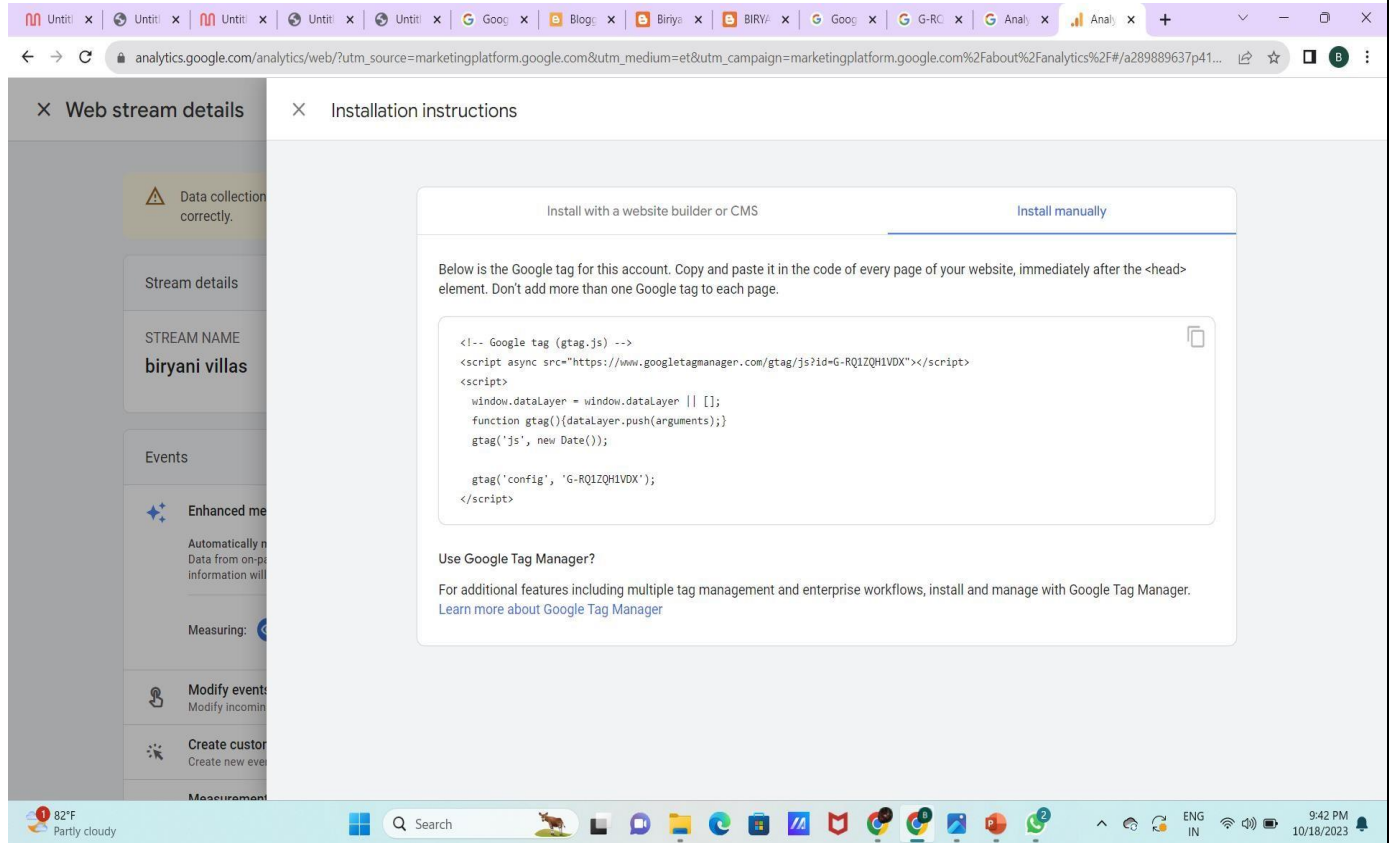 Untitl
Untitl
Untitl
Untitl
Untitl
Goog
Blogg
Biriya
BIRYA
Goog
G-RQ
Analy
Analy
analytics.google.com/analytics/web/?utm_source=marketingplatform.google.com&utm_medium=et&utm_campaign=marketingplatform.google.com%2Fabout%2Fanalytics%2F#/a289889637p41...
B
Web stream details
Installation instructions
Data collection
correctly.
Stream details
STREAM NAME
biryani villas
Events
Enhanced me
Automatically m
Data from on-pa
information will
Measuring:
Modify events
Modify incomin
Create custom
Create new even
Measurement
Install with a website builder or CMS
Install manually
Below is the Google tag for this account. Copy and paste it in the code of every page of your website, immediately after the <head>
element. Don't add more than one Google tag to each page.
<!-- Google tag (gtag.js) -->
<script async src="https://www.googletagmanager.com/gtag/js?id=G-RQ1ZQH1VDX"></script>
<script>
window.dataLayer = window.dataLayer || [];
function gtag(){dataLayer.push(arguments);}
gtag('js', new Date());
gtag('config', 'G-RQ1ZQH1VDX');
</script>
Use Google Tag Manager?
For additional features including multiple tag management and enterprise workflows, install and manage with Google Tag Manager.
Learn more about Google Tag Manager
1
82°F
Partly cloudy
Search
2
ENG
IN
9:42 PM
10/18/2023